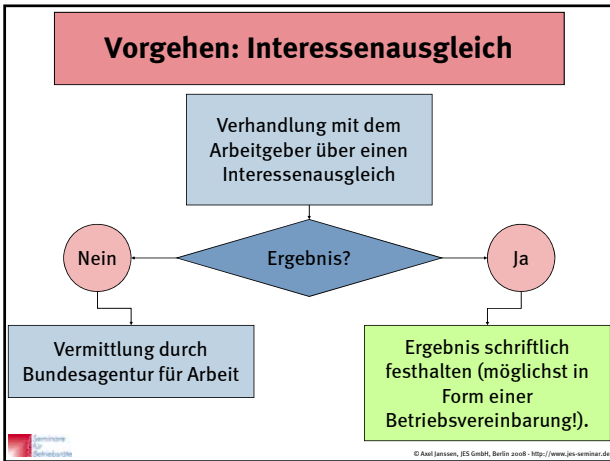 Vorgehen: Interessenausgleich
Verhandlung mit dem
Arbeitgeber über einen
Interessenausgleich
Nein
Ergebnis?
Ja
Vermittlung durch
Bundesagentur für Arbeit
Ergebnis schriftlich
festhalten (möglichst in
Form einer
Betriebsvereinbarung!).
Seminare
für
Betriebsräte
© Axel Janssen, JES GmbH, Berlin 2008 - http://www.jes-seminar.de